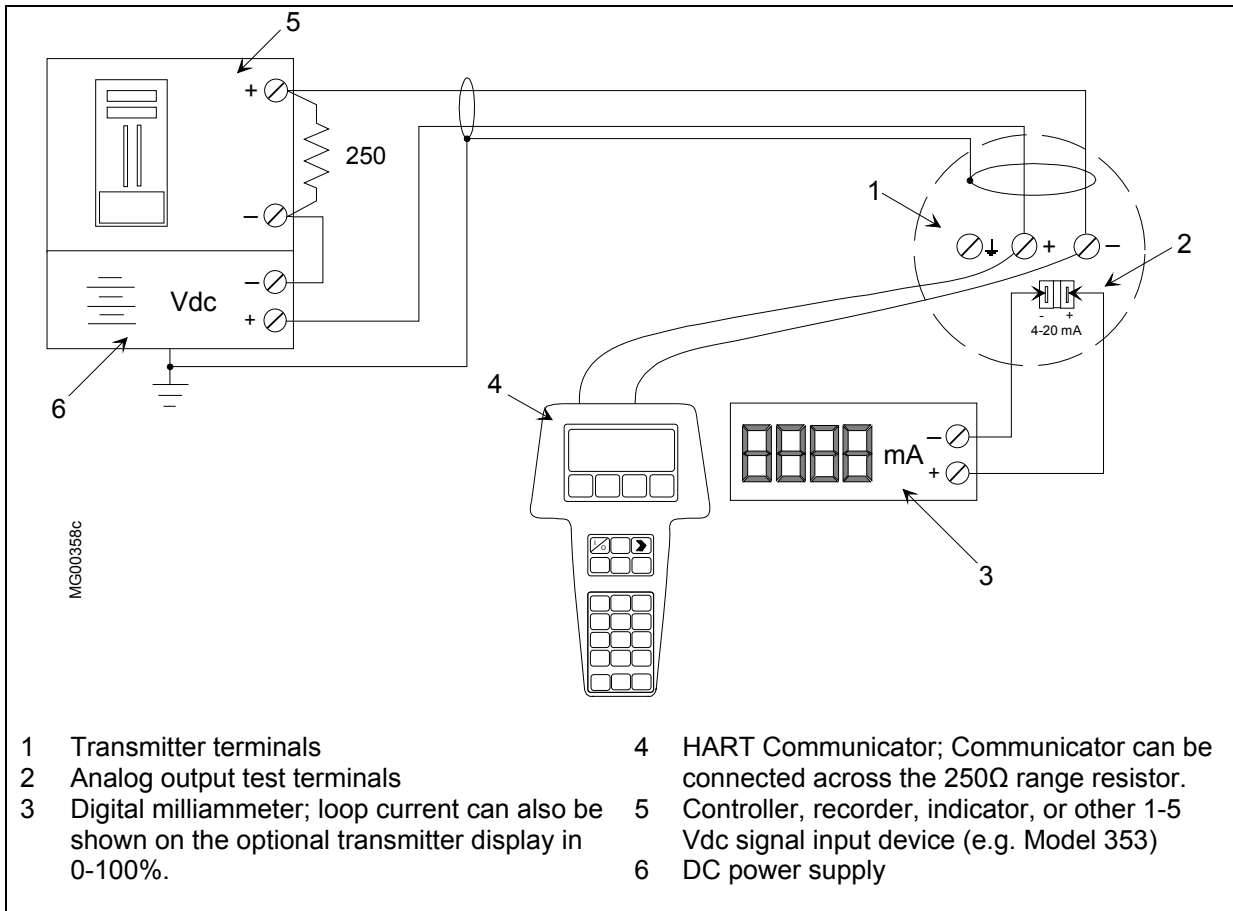 5
+
250
–
–
Vdc
+
6
1
+
–
2
- +
4-20 mA
4
mA
–
+
3
I/O
MG00358c
1 Transmitter terminals
2 Analog output test terminals
3 Digital milliammeter; loop current can also be
shown on the optional transmitter display in
0-100%.
4 HART Communicator; Communicator can be
connected across the 250Ω range resistor.
5 Controller, recorder, indicator, or other 1-5
Vdc signal input device (e.g. Model 353)
6 DC power supply